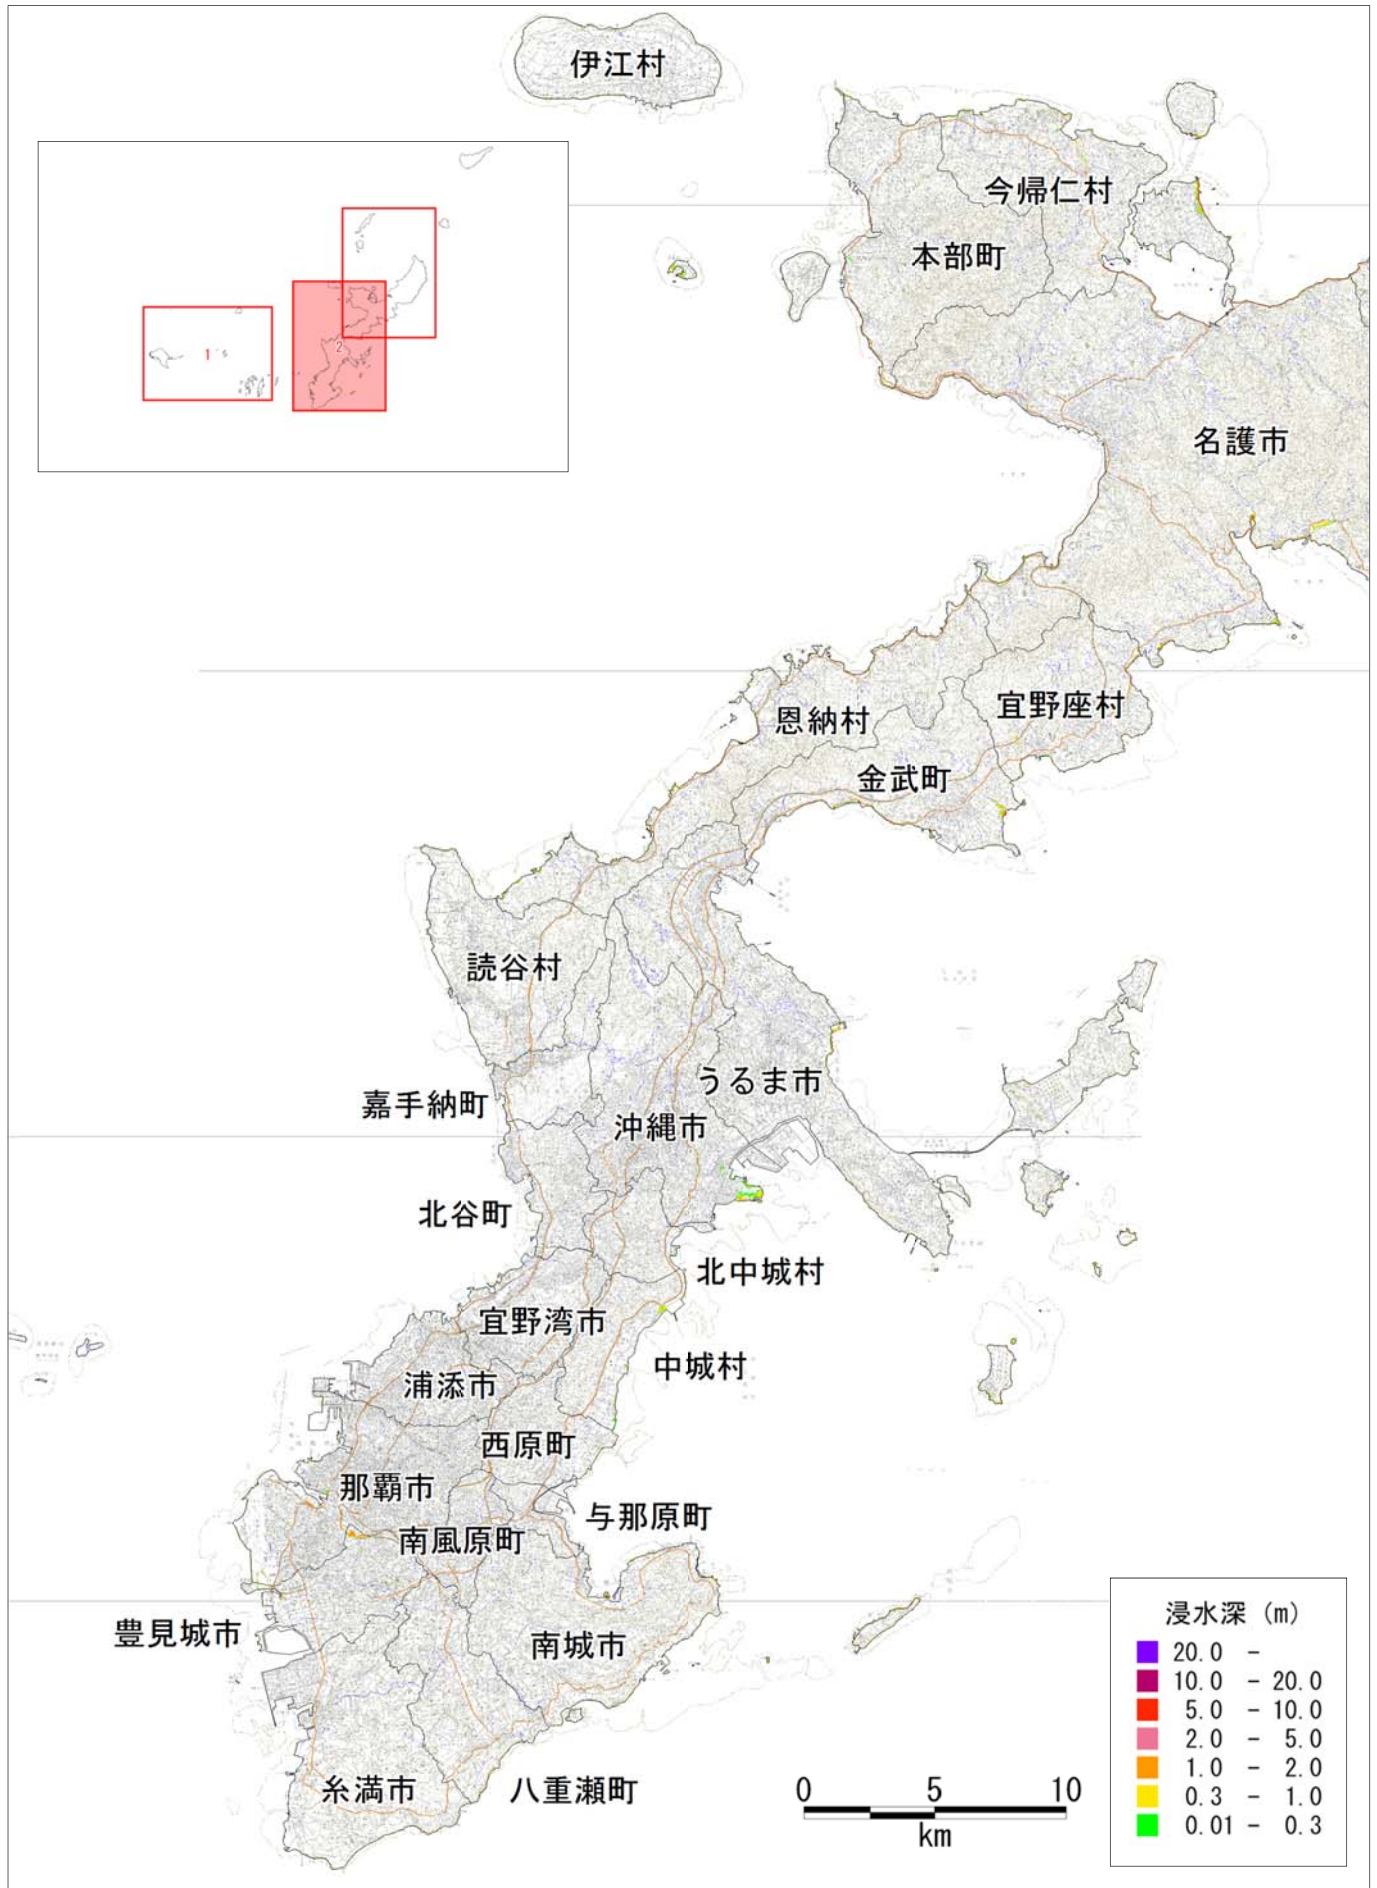 伊江村
今帰仁村
本部町
1
2
名護市
恩納村
宜野座村
金武町
読谷村
うるま市
嘉手納町
沖縄市
北谷町
北中城村
宜野湾市
中城村
浦添市
西原町
那覇市
与那原町
南風原町
豊見城市
南城市
糸満市
八重瀬町
0 5 10
km
浸水深 (m)
20.0 -
10.0 - 20.0
5.0 - 10.0
2.0 - 5.0
1.0 - 2.0
0.3 - 1.0
0.01 - 0.3